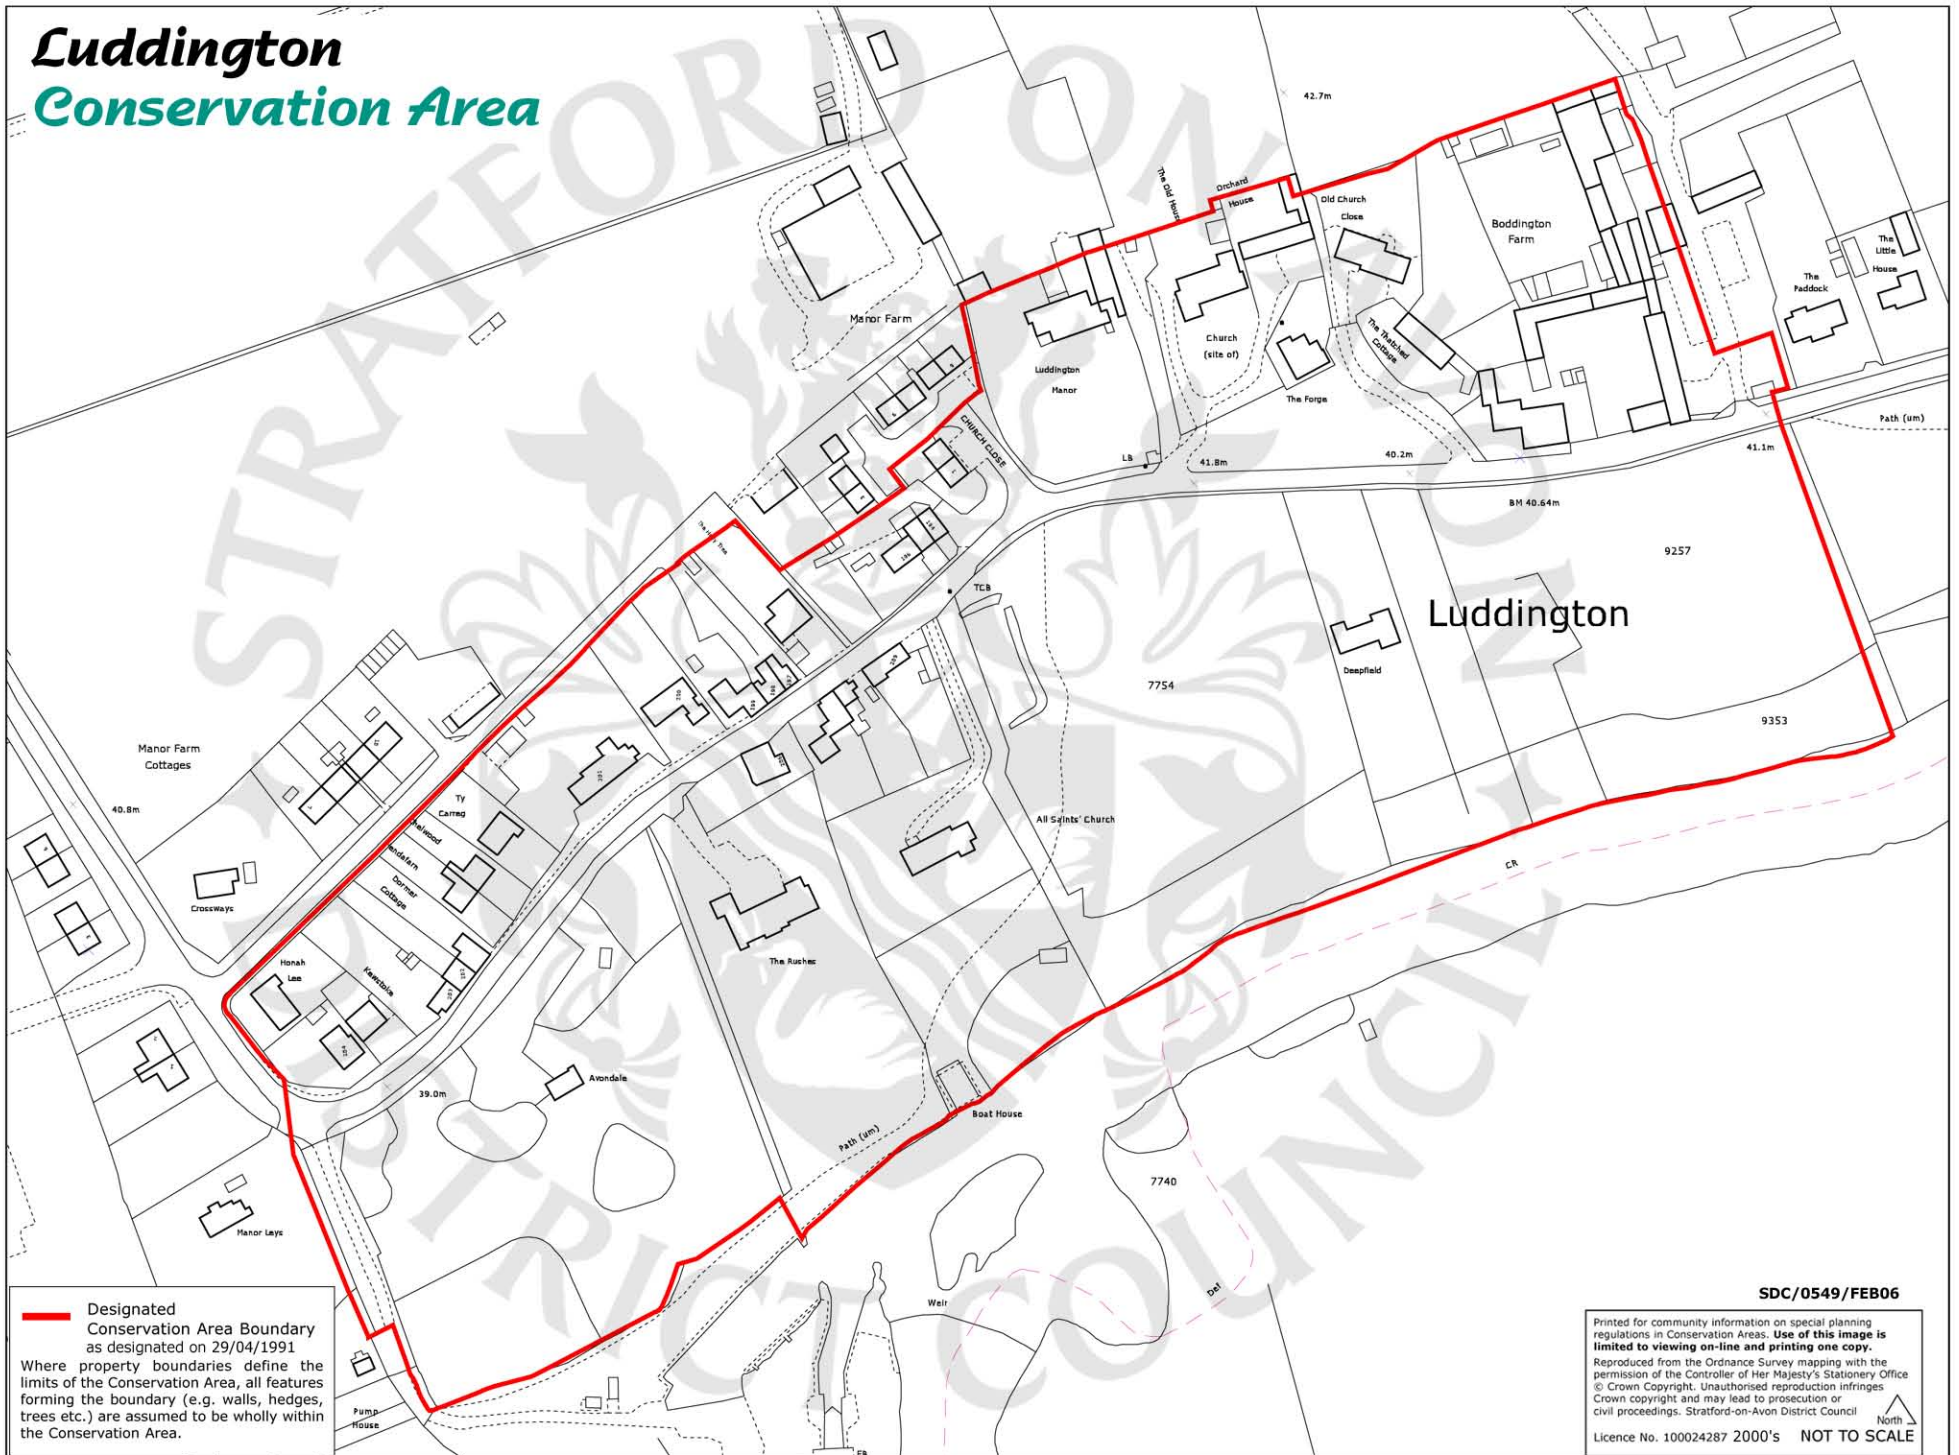 Luddington
Conservation Area
STRATFORD ON AVON
DISTRICT COUNCIL
42.7m
The Old House
Orchard
House
Old Church
Close
Boddington
Farm
The
Little
House
The
Paddock
Manor Farm
Luddington
Manor
Church
(site of)
The Thatched
Cottage
The Forge
CHURCH CLOSE
Path (um)
LB
41.8m
40.2m
41.1m
BM 40.64m
9257
TCB
Luddington
Deepfield
7754
9353
Manor Farm
Cottages
40.8m
Ty
Carreg
Dormer
Cottage
All Saints' Church
CR
Crossways
The Rushes
Honah
Lee
Kewstoke
Avondale
39.0m
Boat House
Path (um)
7740
Manor Leys
Weir
Def
Pump
House
Designated
Conservation Area Boundary
as designated on 29/04/1991
Where property boundaries define the
limits of the Conservation Area, all features
forming the boundary (e.g. walls, hedges,
trees etc.) are assumed to be wholly within
the Conservation Area.
SDC/0549/FEB06
Printed for community information on special planning
regulations in Conservation Areas. Use of this image is
limited to viewing on-line and printing one copy.
Reproduced from the Ordnance Survey mapping with the
permission of the Controller of Her Majesty's Stationery Office
© Crown Copyright. Unauthorised reproduction infringes
Crown copyright and may lead to prosecution or
civil proceedings. Stratford-on-Avon District Council
North
Licence No. 100024287 2000's NOT TO SCALE